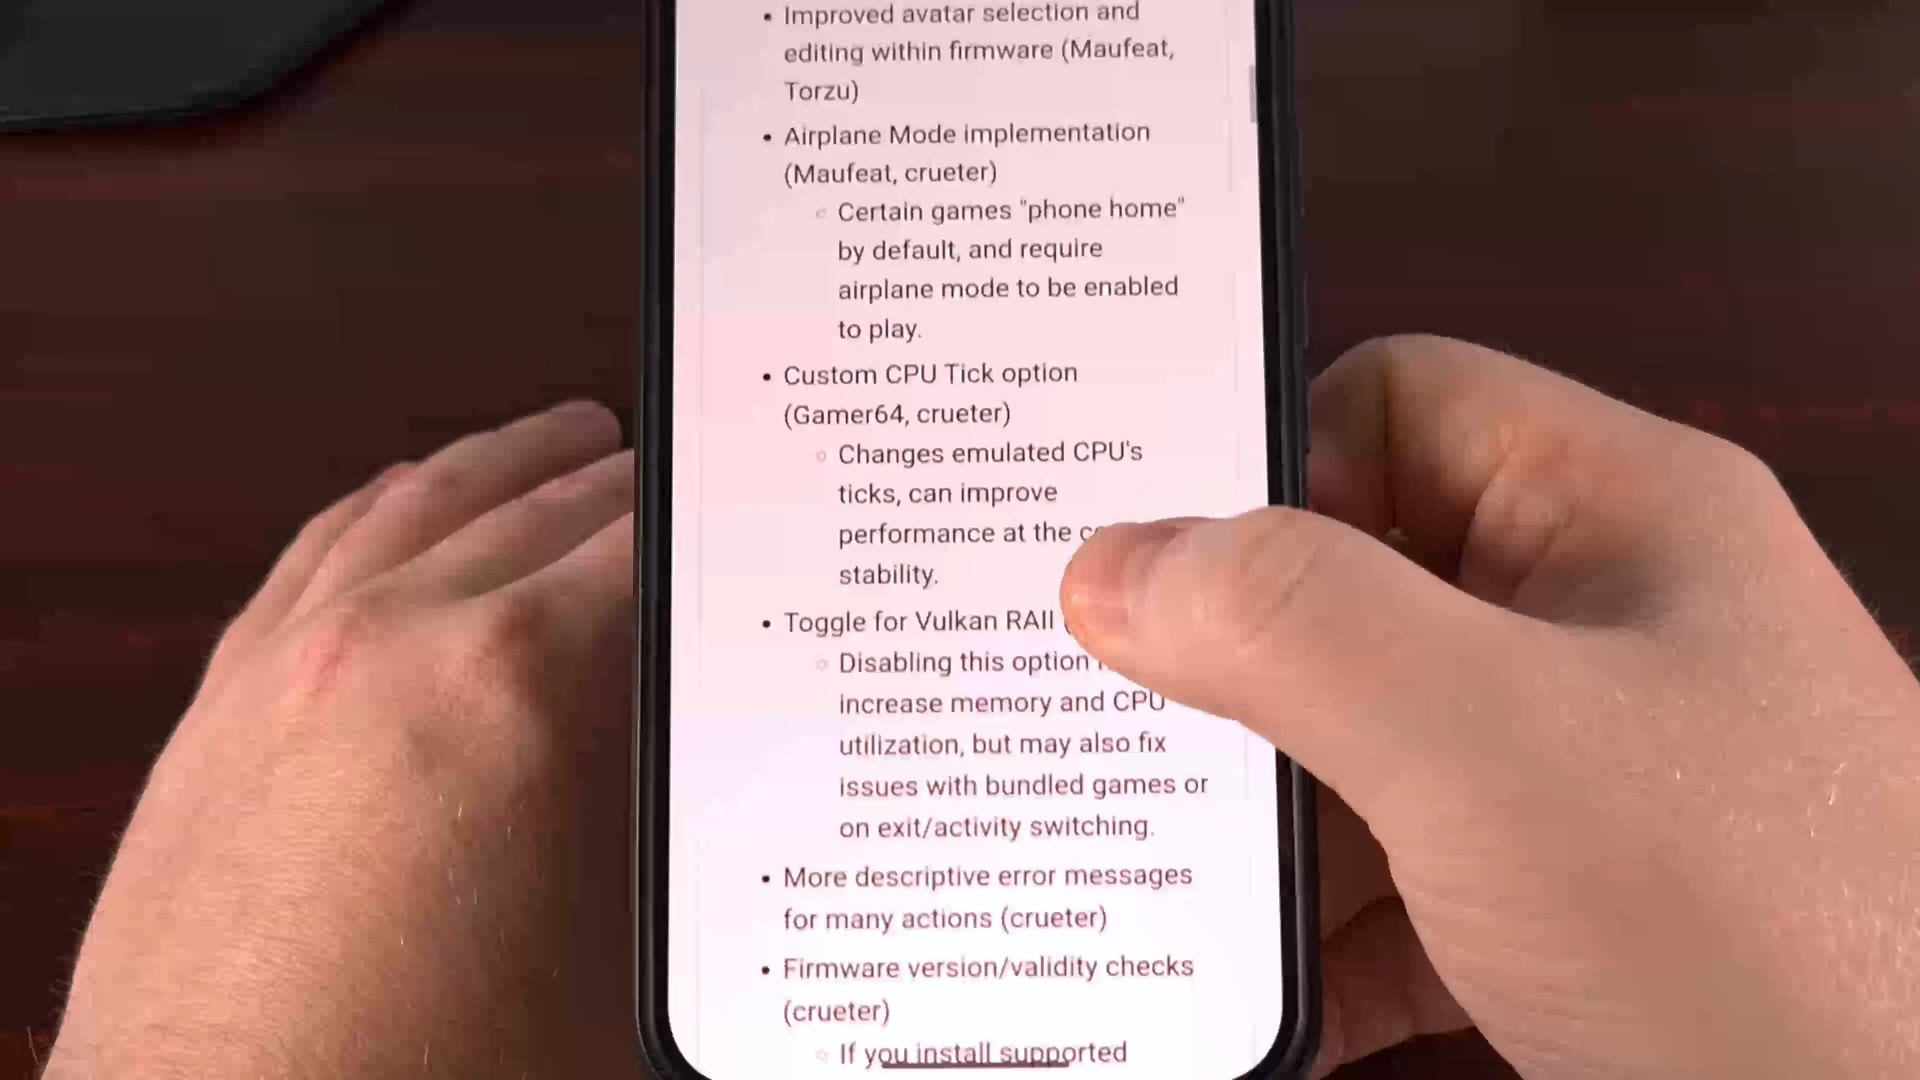 • Improved avatar selection and
editing within firmware (Maufeat,
Torzu)
• Airplane Mode implementation
(Maufeat, crueter)
◦ Certain games "phone home"
by default, and require
airplane mode to be enabled
to play.
• Custom CPU Tick option
(Gamer64, crueter)
◦ Changes emulated CPU's
ticks, can improve
performance at the
stability.
• Toggle for Vulkan RAII
◦ Disabling this option
increase memory and CPU
utilization, but may also fix
issues with bundled games or
on exit/activity switching.
• More descriptive error messages
for many actions (crueter)
• Firmware version/validity checks
(crueter)
◦ If you install supported